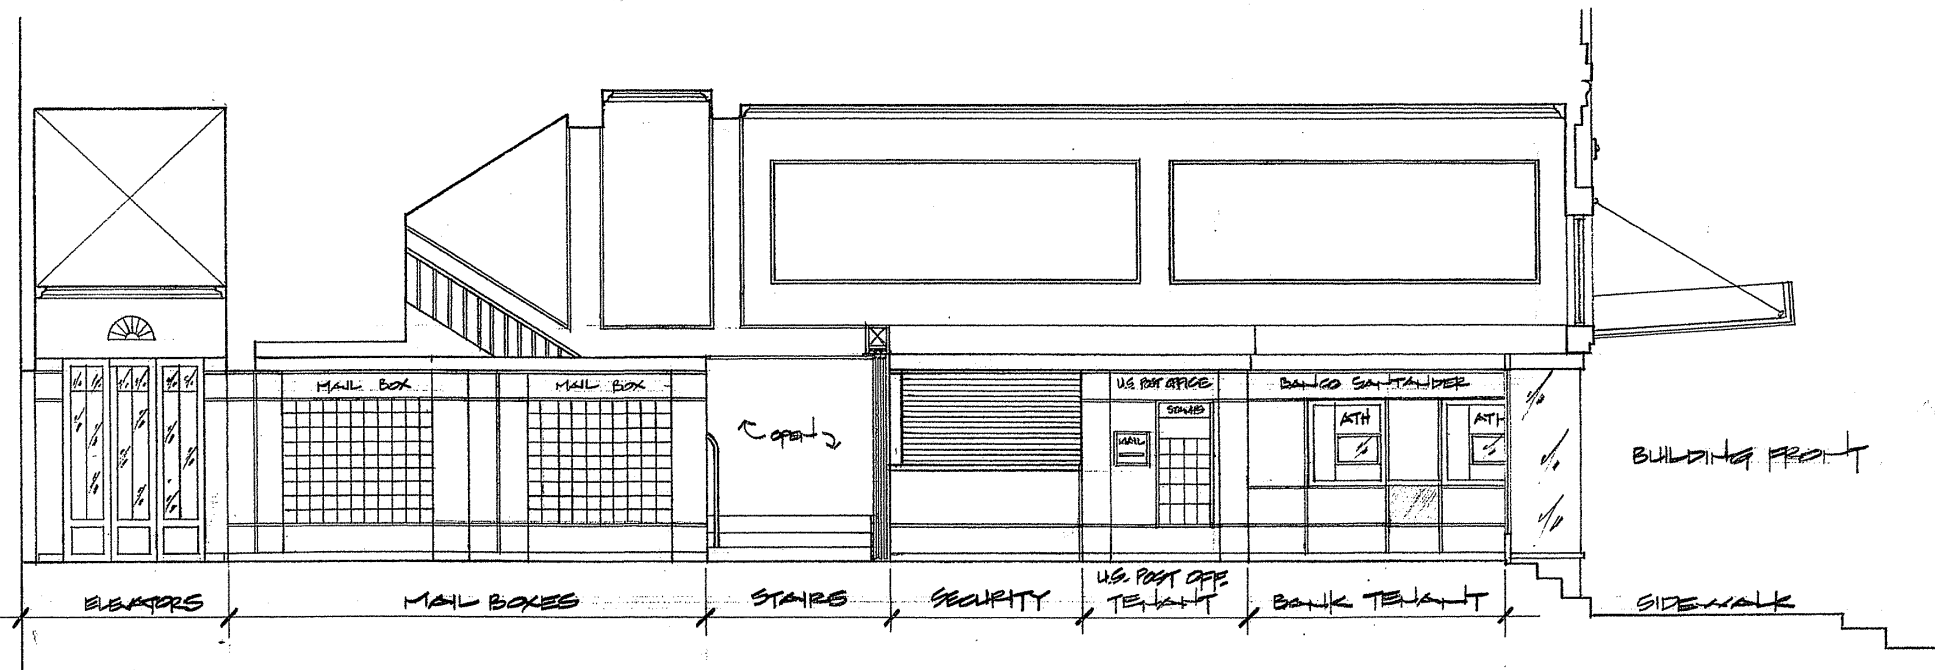 MAIL BOX
MAIL BOX
U.S. POST OFFICE
BANCO SANTANDER
STAMPS
ATH
ATH
MAIL
OPEN
BUILDING FRONT
ELEVATORS
MAIL BOXES
STAIRS
SECURITY
U.S. POST OFF.
TENANT
BANK TENANT
SIDEWALK